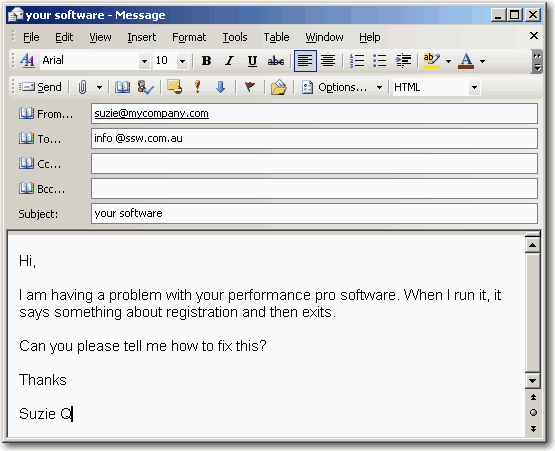 your software - Message
File Edit View Insert Format Tools Table Window Help
Arial 10 B I U abc ab A
Send Options... HTML
From... suzie@mycompany.com
To... info @ssw.com.au
Cc...
Bcc...
Subject: your software
Hi,
I am having a problem with your performance pro software. When I run it, it
says something about registration and then exits.
Can you please tell me how to fix this?
Thanks
Suzie Q